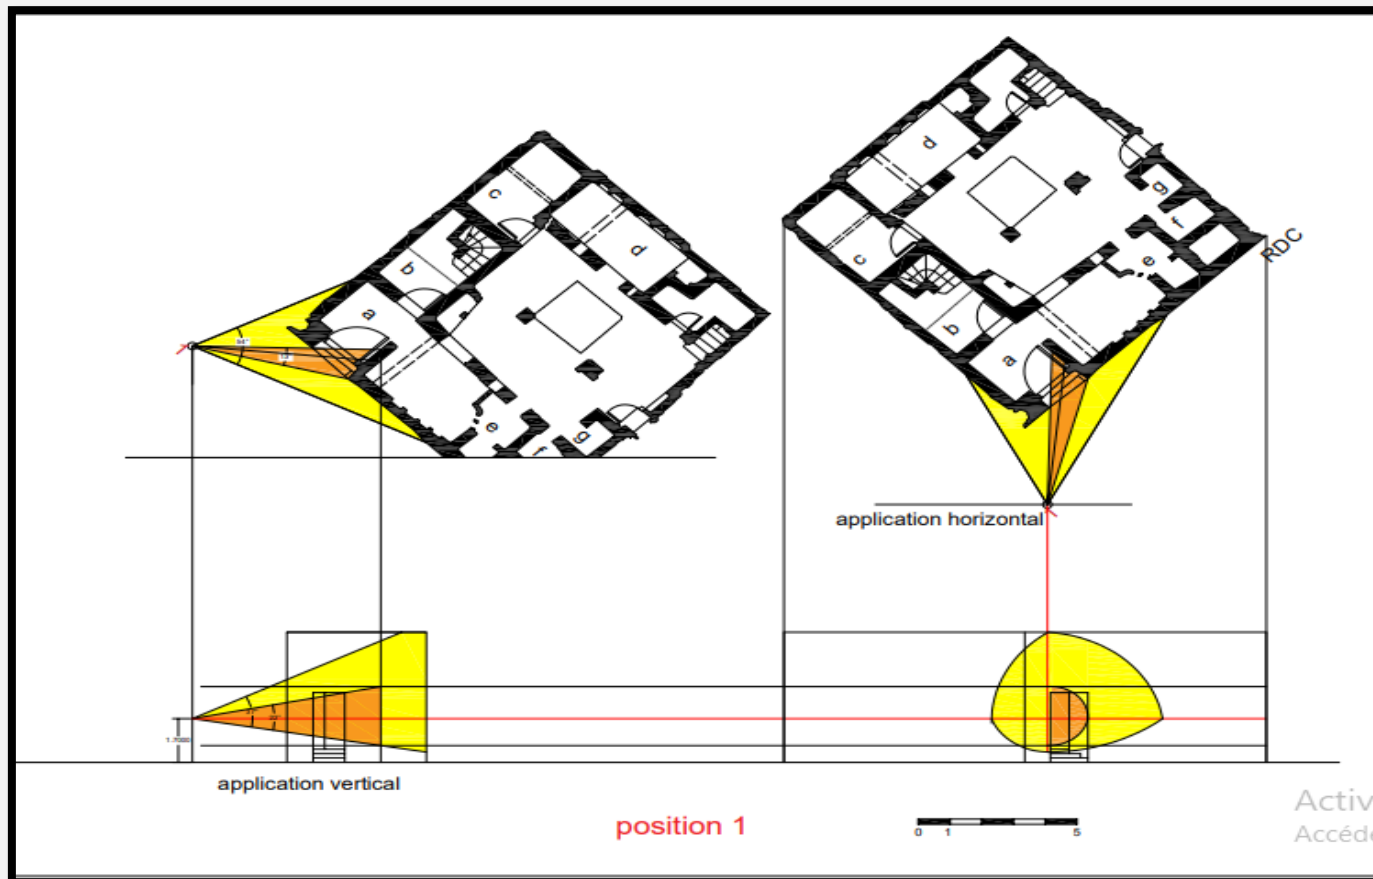 d
g
f
e
c
b
a
RDC
c
d
b
a
e
f
g
application horizontal
1.7000
application vertical
position 1
0 1 5
Activ
Accéde